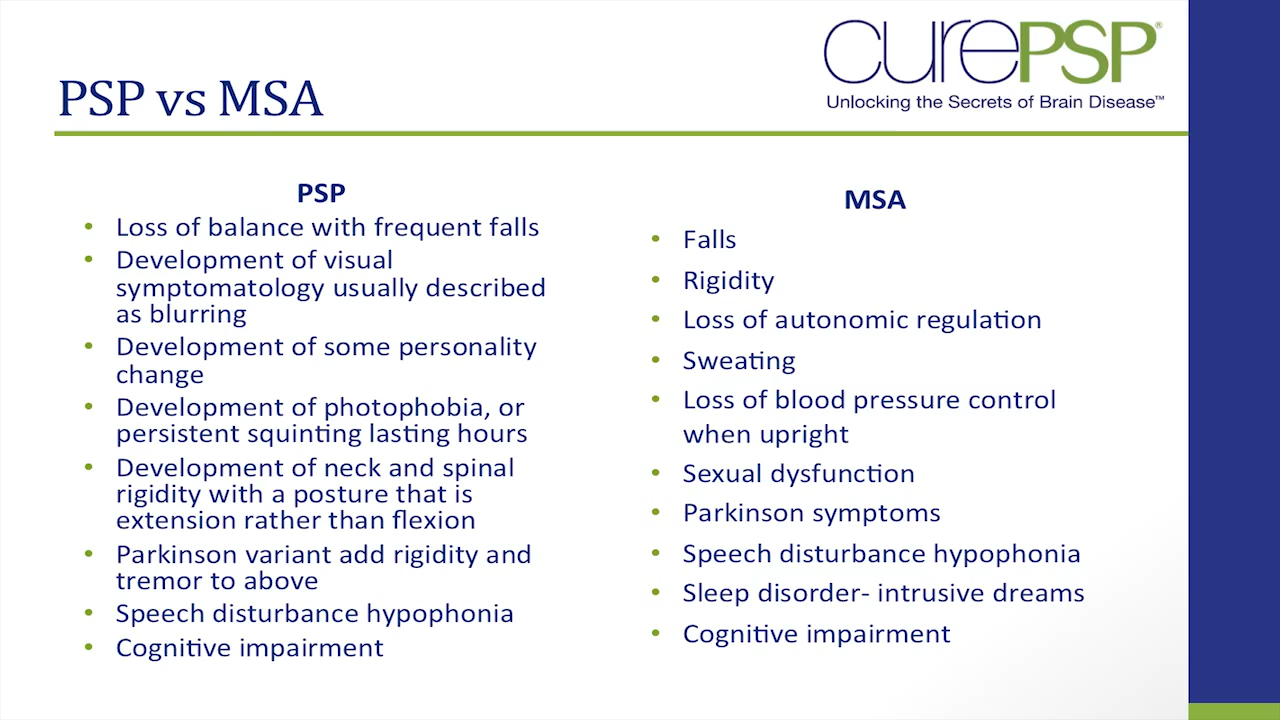 curePSP®
Unlocking the Secrets of Brain Disease™
PSP vs MSA
PSP
• Loss of balance with frequent falls
• Development of visual
symptomatology usually described
as blurring
• Development of some personality
change
• Development of photophobia, or
persistent squinting lasting hours
• Development of neck and spinal
rigidity with a posture that is
extension rather than flexion
• Parkinson variant add rigidity and
tremor to above
• Speech disturbance hypophonia
• Cognitive impairment
MSA
• Falls
• Rigidity
• Loss of autonomic regulation
• Sweating
• Loss of blood pressure control
when upright
• Sexual dysfunction
• Parkinson symptoms
• Speech disturbance hypophonia
• Sleep disorder- intrusive dreams
• Cognitive impairment